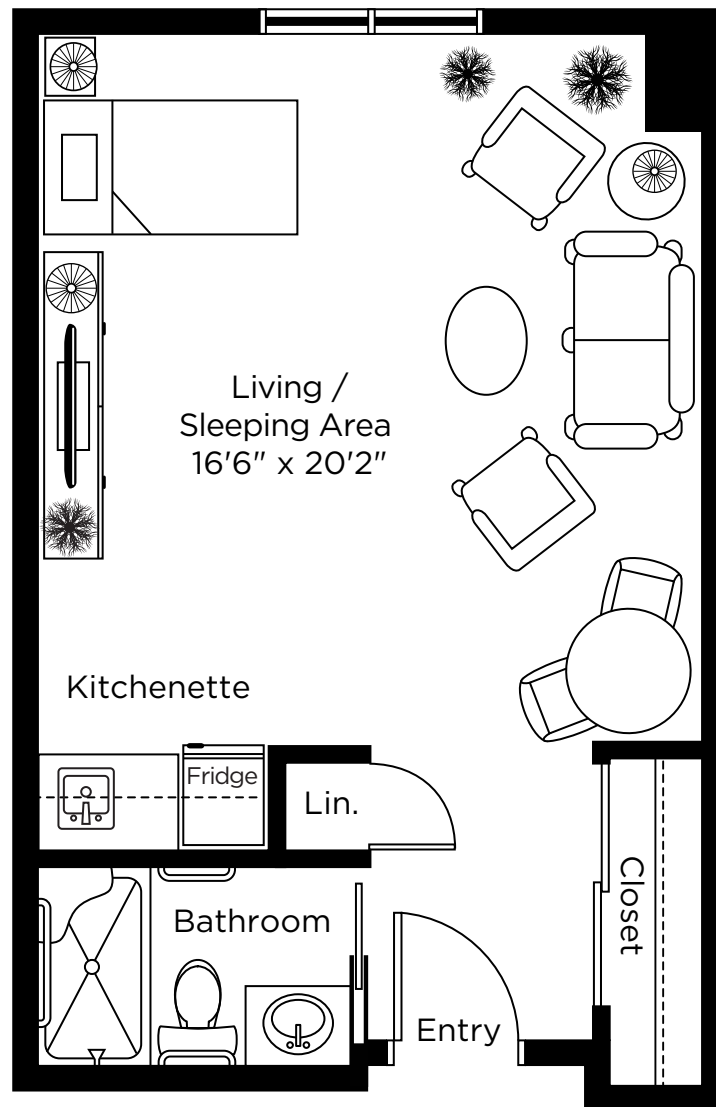 Living /
Sleeping Area
16'6" x 20'2"
Kitchenette
Fridge
Lin.
Closet
Bathroom
Entry